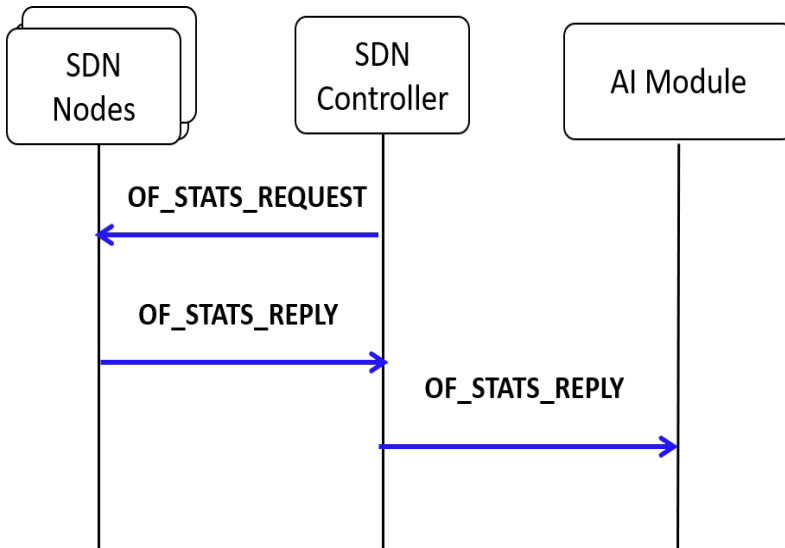 SDN
Nodes
SDN
Controller
AI Module
OF_STATS_REQUEST
OF_STATS_REPLY
OF_STATS_REPLY